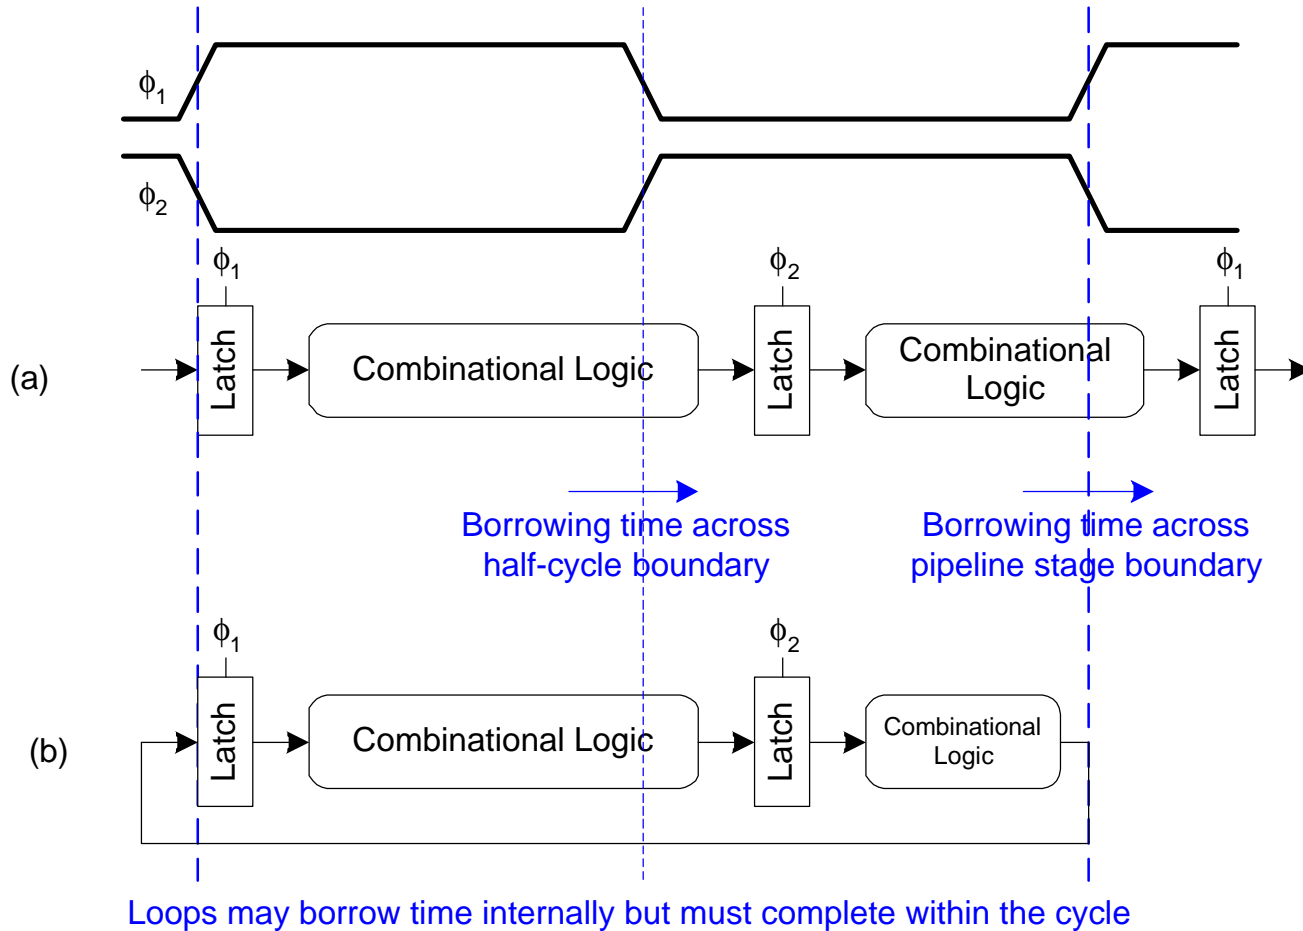 ϕ1
ϕ2
ϕ1 ϕ2 ϕ1
(a) Latch Combinational Logic Latch Combinational Logic Latch
Borrowing time across
half-cycle boundary
Borrowing time across
pipeline stage boundary
ϕ1 ϕ2
(b) Latch Combinational Logic Latch Combinational Logic
Loops may borrow time internally but must complete within the cycle